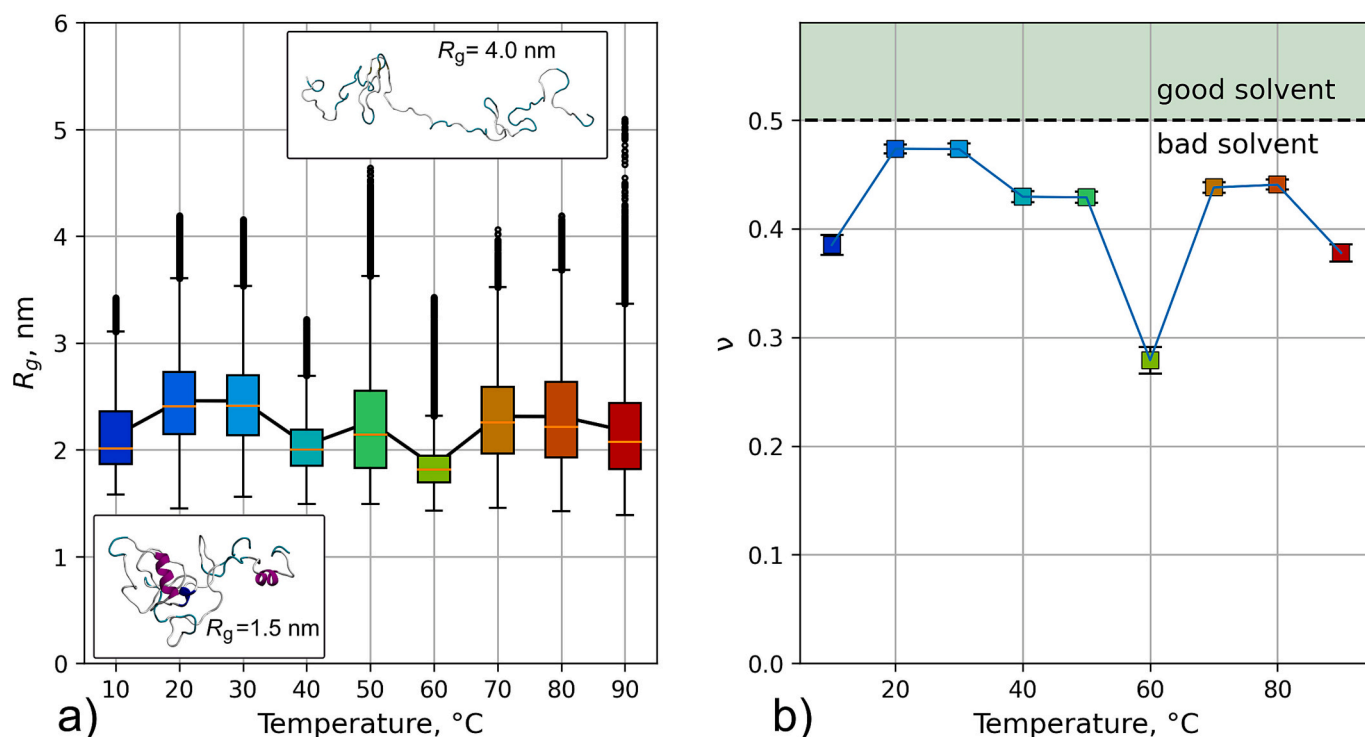 6
5
4
3
2
1
0
R_g, nm
R_g= 4.0 nm
R_g=1.5 nm
10 20 30 40 50 60 70 80 90
Temperature, °C
a)
good solvent
bad solvent
0.5
0.4
0.3
0.2
0.1
0.0
ν
20 40 60 80
Temperature, °C
b)